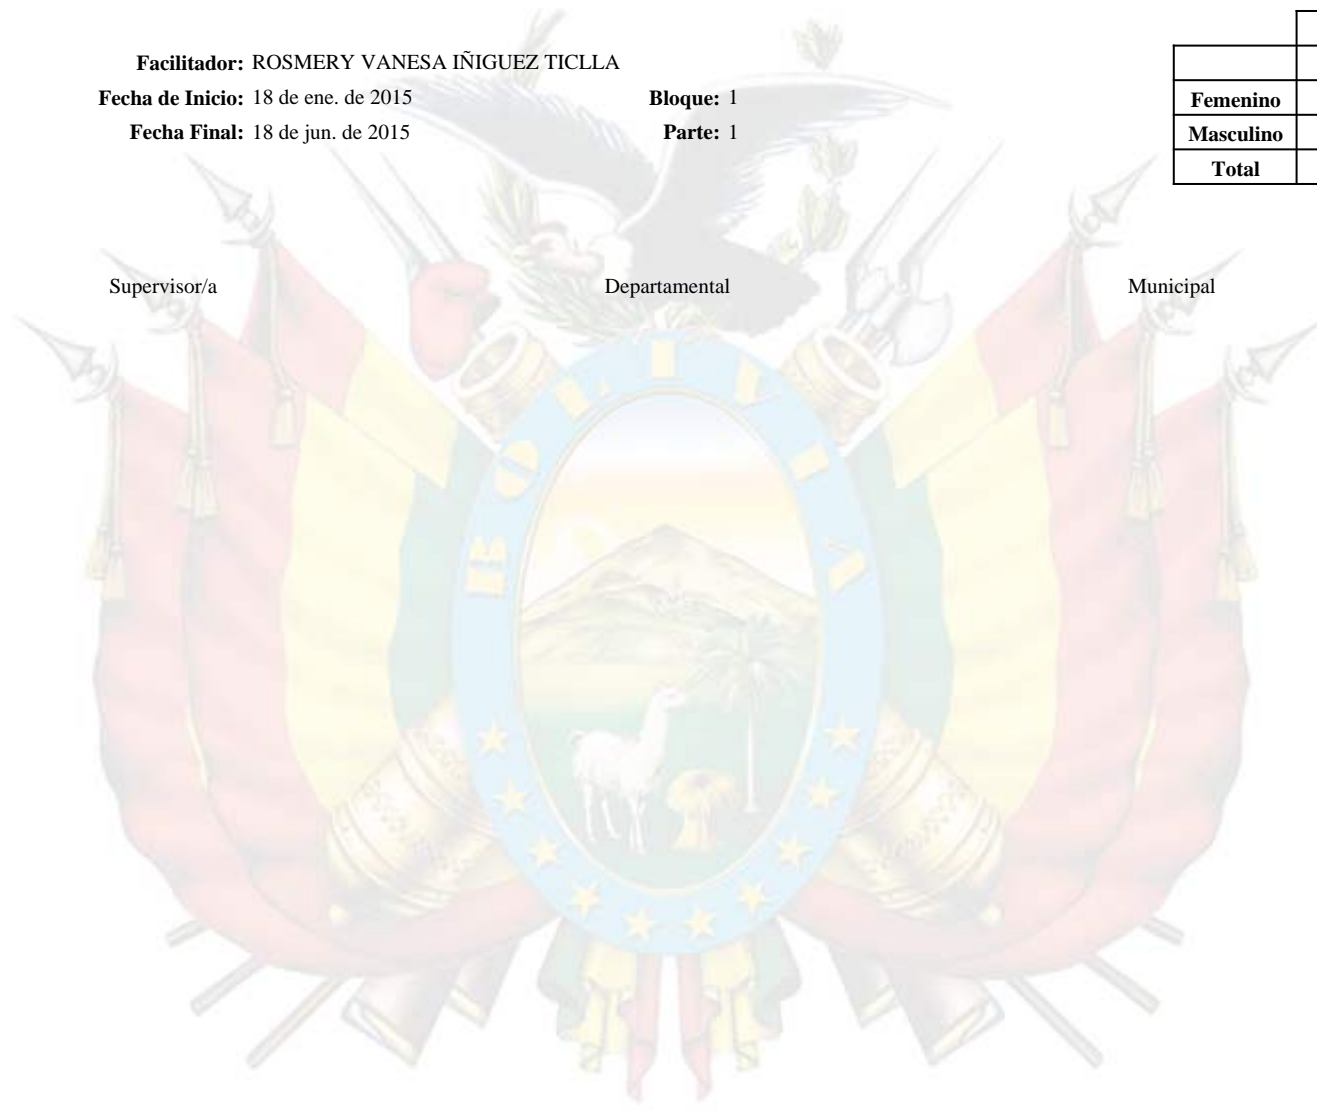 Facilitador: ROSMERY VANESA IÑIGUEZ TICLLA
Fecha de Inicio: 18 de ene. de 2015 Bloque: 1
Fecha Final: 18 de jun. de 2015 Parte: 1
Femenino
Masculino
Total
Supervisor/a Departamental Municipal
BOLIVIA